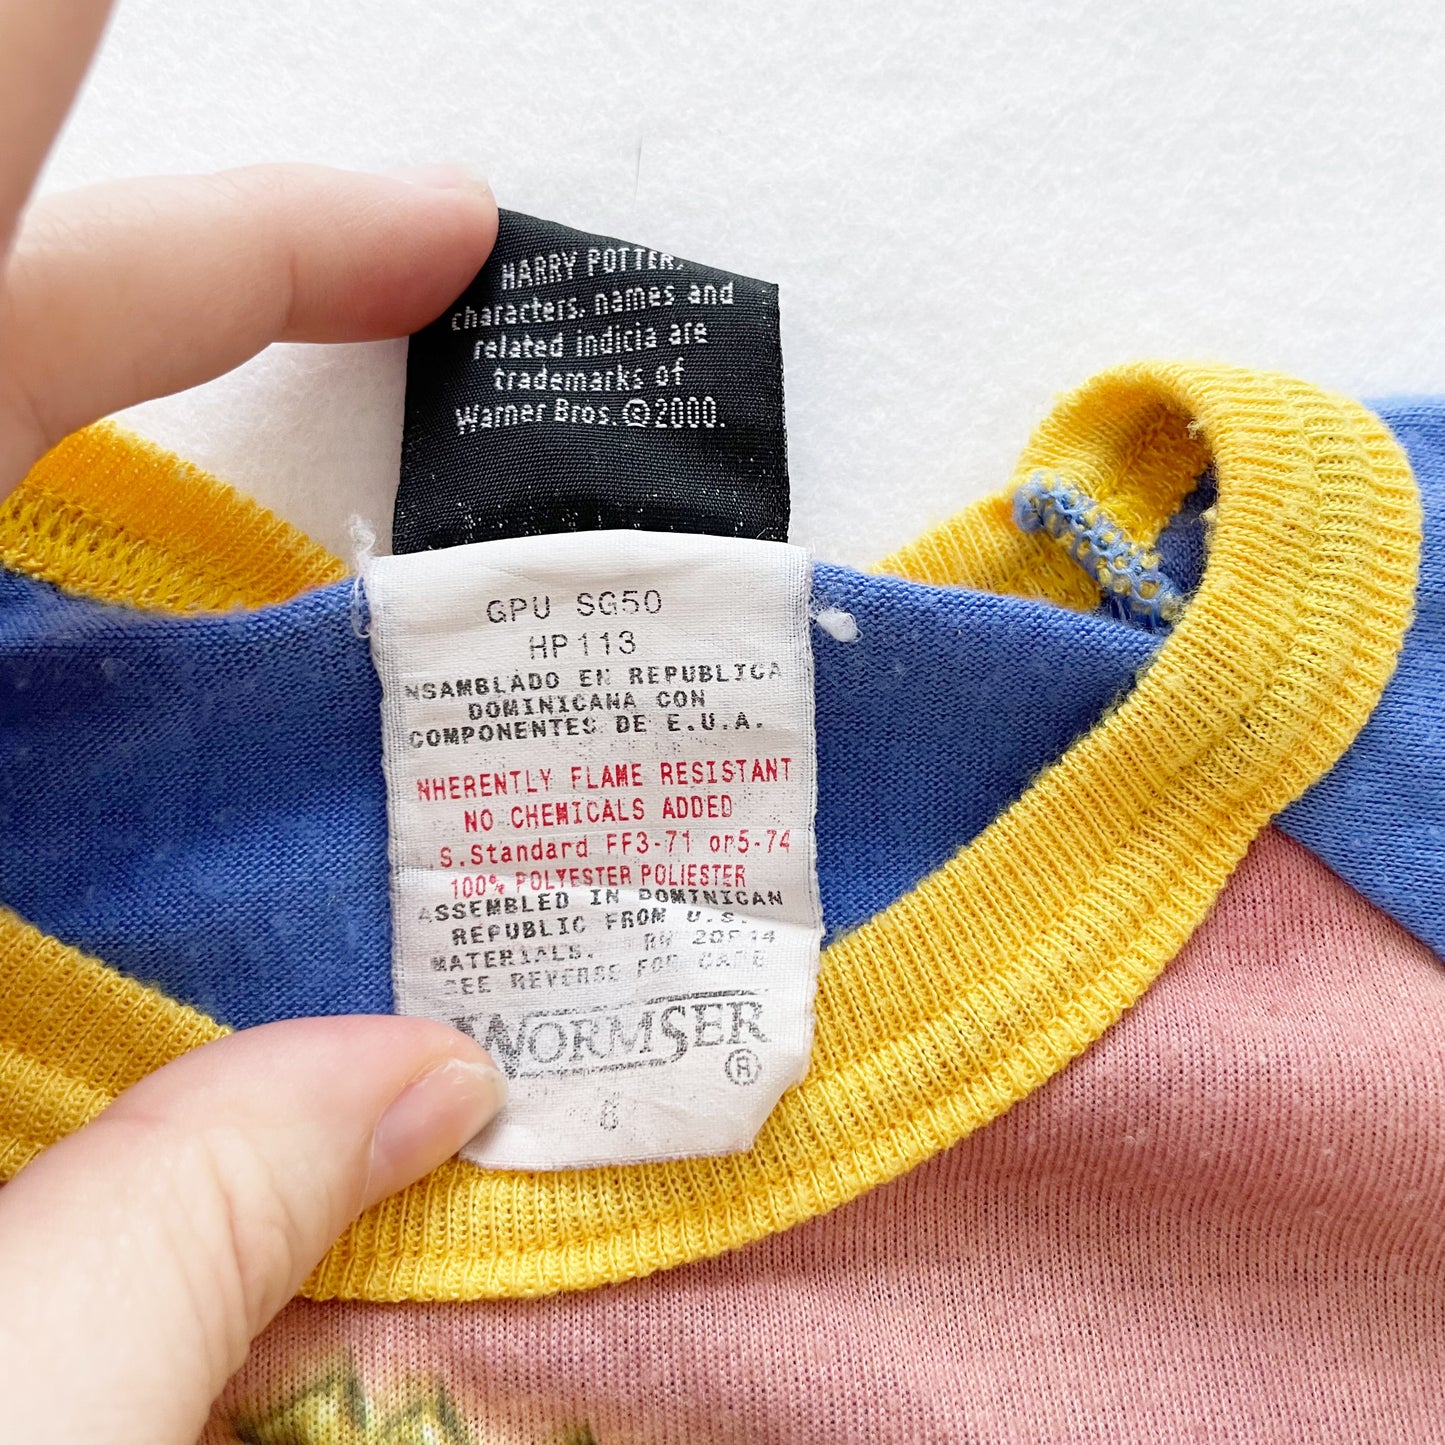 HARRY POTTER,
characters, names and
related indicia are
trademarks of
Warner Bros. ©2000.
GPU SG50
HP113
NSAMBLADO EN REPUBLICA
DOMINICANA CON
COMPONENTES DE E.U.A.
NHERENTLY FLAME RESISTANT
NO CHEMICALS ADDED
.S.Standard FF3-71 or5-74
100% POLYESTER POLIESTER
ASSEMBLED IN DOMINICAN
REPUBLIC FROM U.S.
MATERIALS. RN
EE REVERSE FOR CARE
WORMSER
®